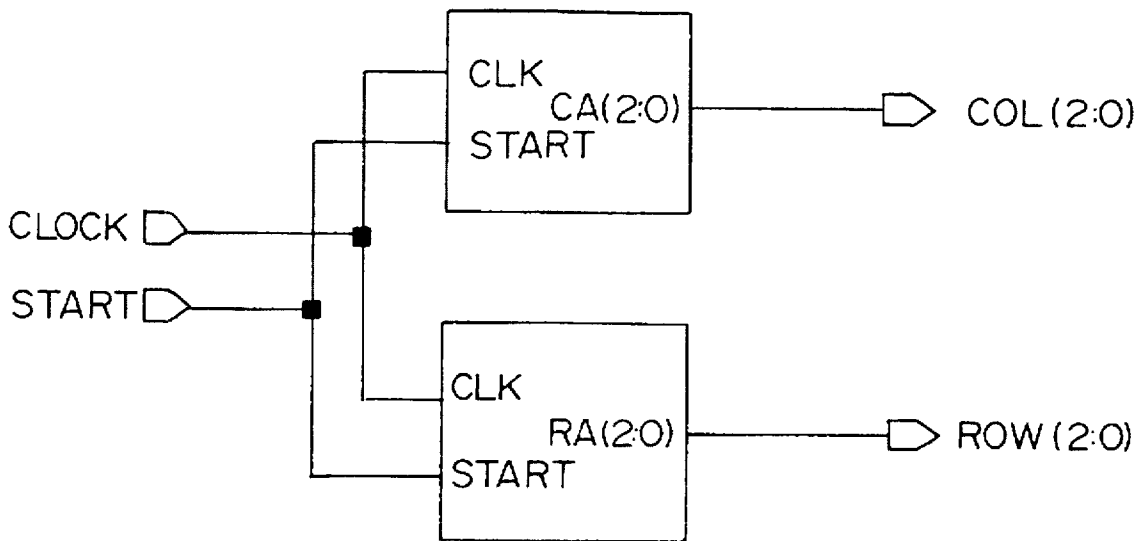 CLK
CA(2:0)
START
COL(2:0)
CLOCK
START
CLK
RA(2:0)
START
ROW(2:0)